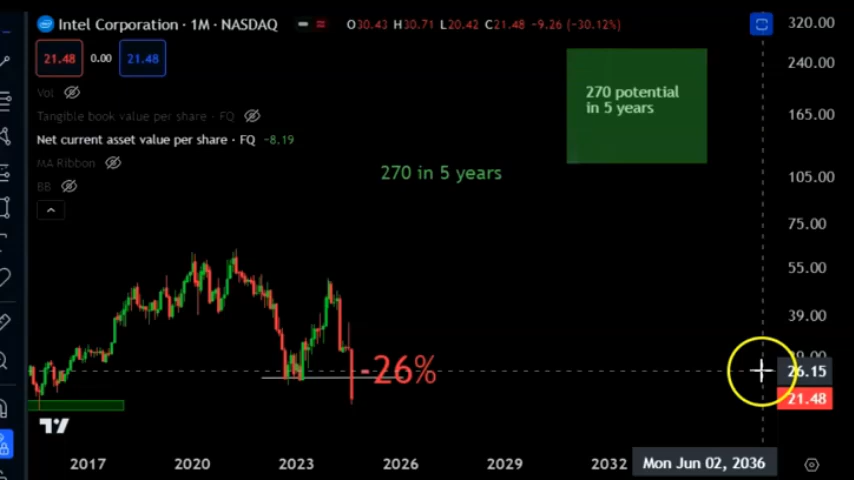 Intel Corporation · 1M · NASDAQ
O30.43 H30.71 L20.42 C21.48 -9.26 (-30.12%)
21.48 0.00 21.48
Vol
Tangible book value per share · FQ
Net current asset value per share · FQ -8.19
MA Ribbon
BB
270 potential
in 5 years
270 in 5 years
-26%
320.00
240.00
165.00
105.00
75.00
55.00
39.00
26.15
21.48
2017 2020 2023 2026 2029 2032 Mon Jun 02, 2036